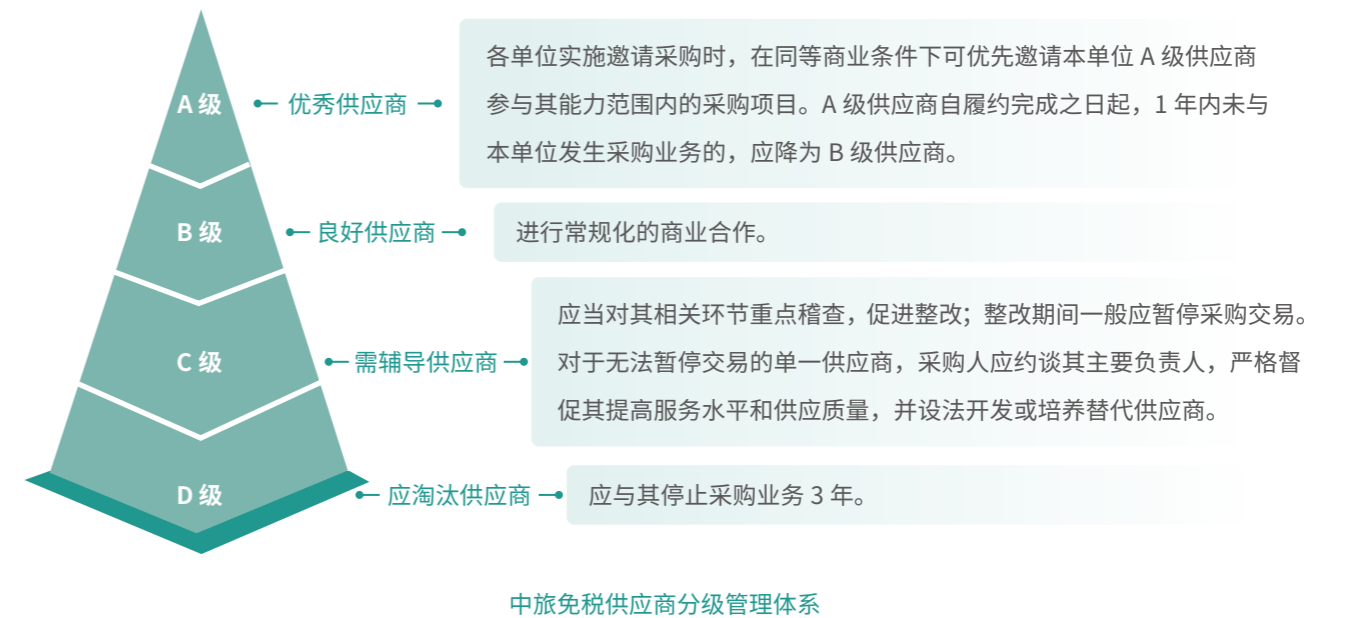 A 级
优秀供应商
各单位实施邀请采购时，在同等商业条件下可优先邀请本单位 A 级供应商
参与其能力范围内的采购项目。A 级供应商自履约完成之日起，1 年内未与
本单位发生采购业务的，应降为 B 级供应商。
B 级
良好供应商
进行常规化的商业合作。
C 级
需辅导供应商
应当对其相关环节重点稽查，促进整改；整改期间一般应暂停采购交易。
对于无法暂停交易的单一供应商，采购人应约谈其主要负责人，严格督
促其提高服务水平和供应质量，并设法开发或培养替代供应商。
D 级
应淘汰供应商
应与其停止采购业务 3 年。
中旅免税供应商分级管理体系